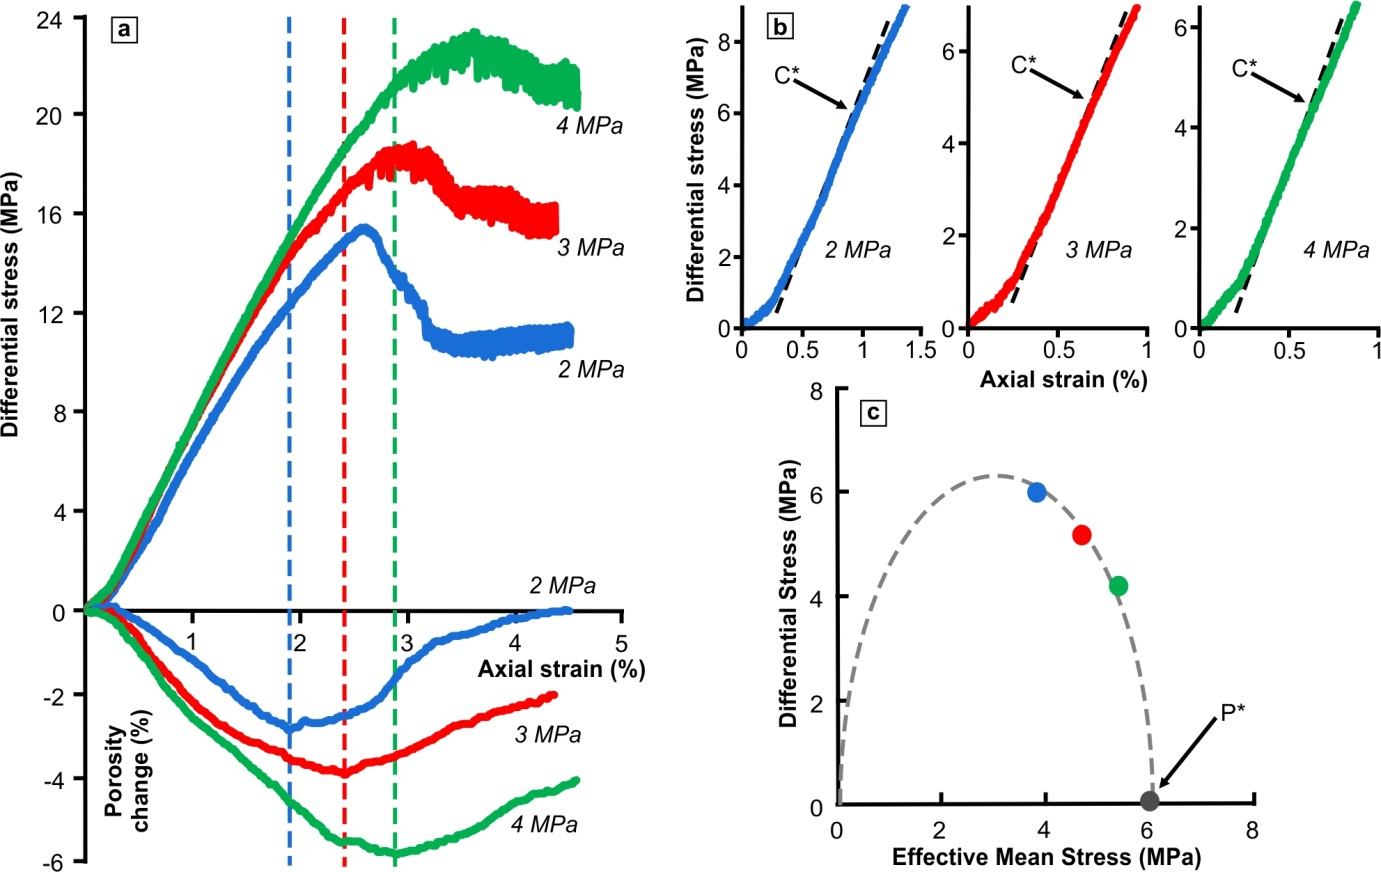 a
24
20
16
12
8
4
0
-2
-4
-6
Differential stress (MPa)
4 MPa
3 MPa
2 MPa
2 MPa
1
2
3
4
5
Axial strain (%)
Porosity
change (%)
3 MPa
4 MPa
b
8
6
4
2
0
Differential stress (MPa)
C*
2 MPa
0
0.5
1
1.5
6
4
2
0
C*
3 MPa
0
0.5
1
Axial strain (%)
6
4
2
0
C*
4 MPa
0
0.5
1
c
8
6
4
2
0
Differential Stress (MPa)
P*
0
2
4
6
8
Effective Mean Stress (MPa)